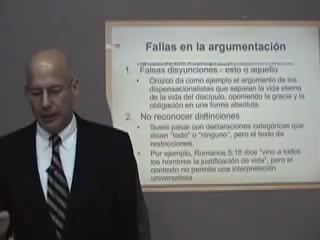 Fallas en la argumentación
1. Falsas disyunciones - esto o aquello
• Orozco da como ejemplo el argumento de los
dispensacionalistas que separan la vida eterna
de la vida del discípulo, oponiendo la gracia y la
obligación en una forma absoluta.
2. No reconocer distinciones
• Suele pasar con declaraciones categóricas que
dicen "todo" o "ninguno", pero el texto da
restricciones.
• Por ejemplo, Romanos 5:18 dice "vino a todos
los hombres la justificación de vida", pero el
contexto no permite una interpretación
universalista.